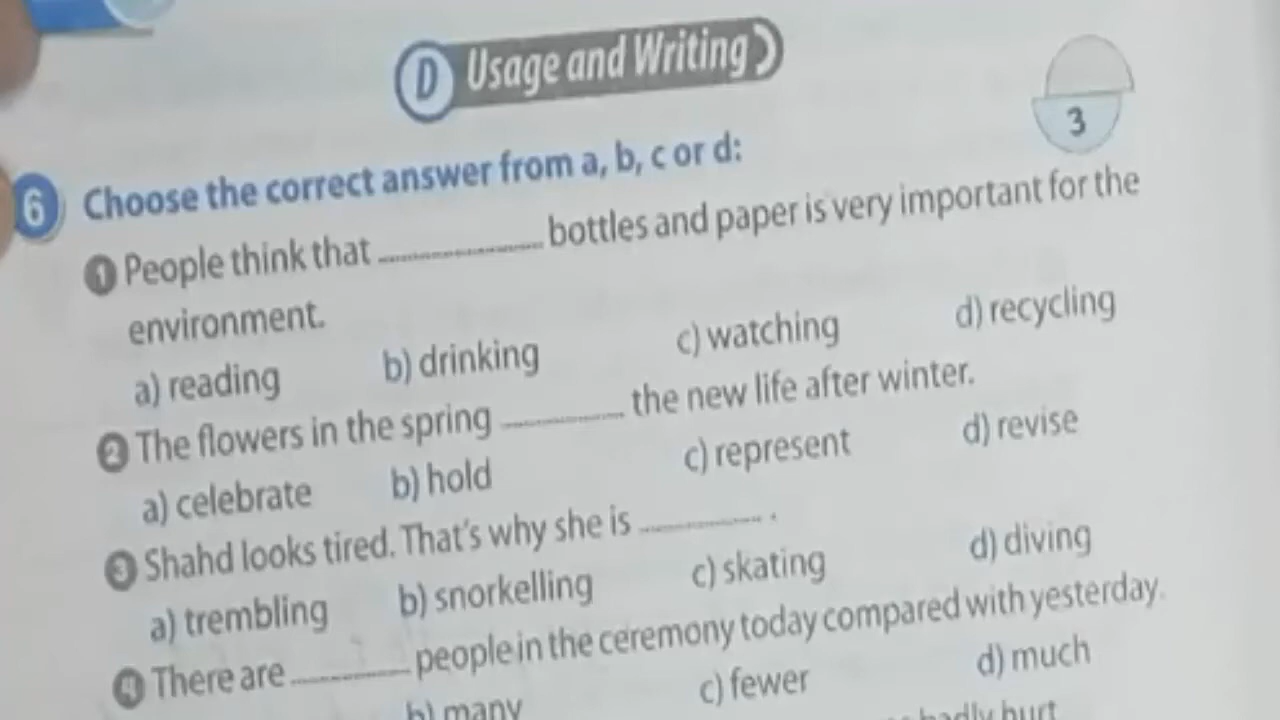 D Usage and Writing
3
6 Choose the correct answer from a, b, c or d:
1 People think that ............ bottles and paper is very important for the
environment.
a) reading b) drinking c) watching d) recycling
2 The flowers in the spring ............ the new life after winter.
a) celebrate b) hold c) represent d) revise
3 Shahd looks tired. That's why she is ............ .
a) trembling b) snorkelling c) skating d) diving
4 There are ............ people in the ceremony today compared with yesterday.
b) many c) fewer d) much
badly hurt